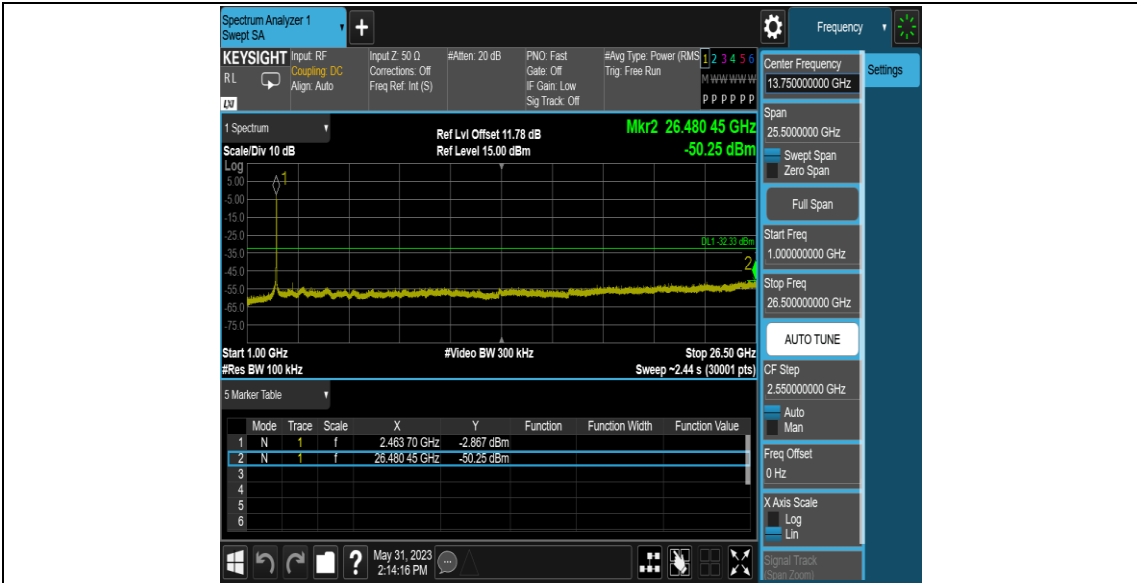 Spectrum Analyzer 1
Swept SA
+
Frequency
KEYSIGHT
RL
LXI
Input: RF
Coupling: DC
Align: Auto
Input Z: 50 Ω
Corrections: Off
Freq Ref: Int (S)
#Atten: 20 dB
PNO: Fast
Gate: Off
IF Gain: Low
Sig Track: Off
#Avg Type: Power (RMS
Trig: Free Run
1 2 3 4 5 6
M W W W W W
P P P P P P
1 Spectrum
Scale/Div 10 dB
Ref Lvl Offset 11.78 dB
Ref Level 15.00 dBm
Mkr2 26.480 45 GHz
-50.25 dBm
Log
5.00
-5.00
-15.0
-25.0
-35.0
-45.0
-55.0
-65.0
-75.0
1
DL1 -32.33 dBm
2
Start 1.00 GHz
#Res BW 100 kHz
#Video BW 300 kHz
Stop 26.50 GHz
Sweep ~2.44 s (30001 pts)
5 Marker Table
Mode Trace Scale X Y Function Function Width Function Value
1 N 1 f 2.463 70 GHz -2.867 dBm
2 N 1 f 26.480 45 GHz -50.25 dBm
3
4
5
6
?
May 31, 2023
2:14:16 PM
Center Frequency
13.750000000 GHz
Settings
Span
25.5000000 GHz
Swept Span
Zero Span
Full Span
Start Freq
1.000000000 GHz
Stop Freq
26.500000000 GHz
AUTO TUNE
CF Step
2.550000000 GHz
Auto
Man
Freq Offset
0 Hz
X Axis Scale
Log
Lin
Signal Track
(Span Zoom)